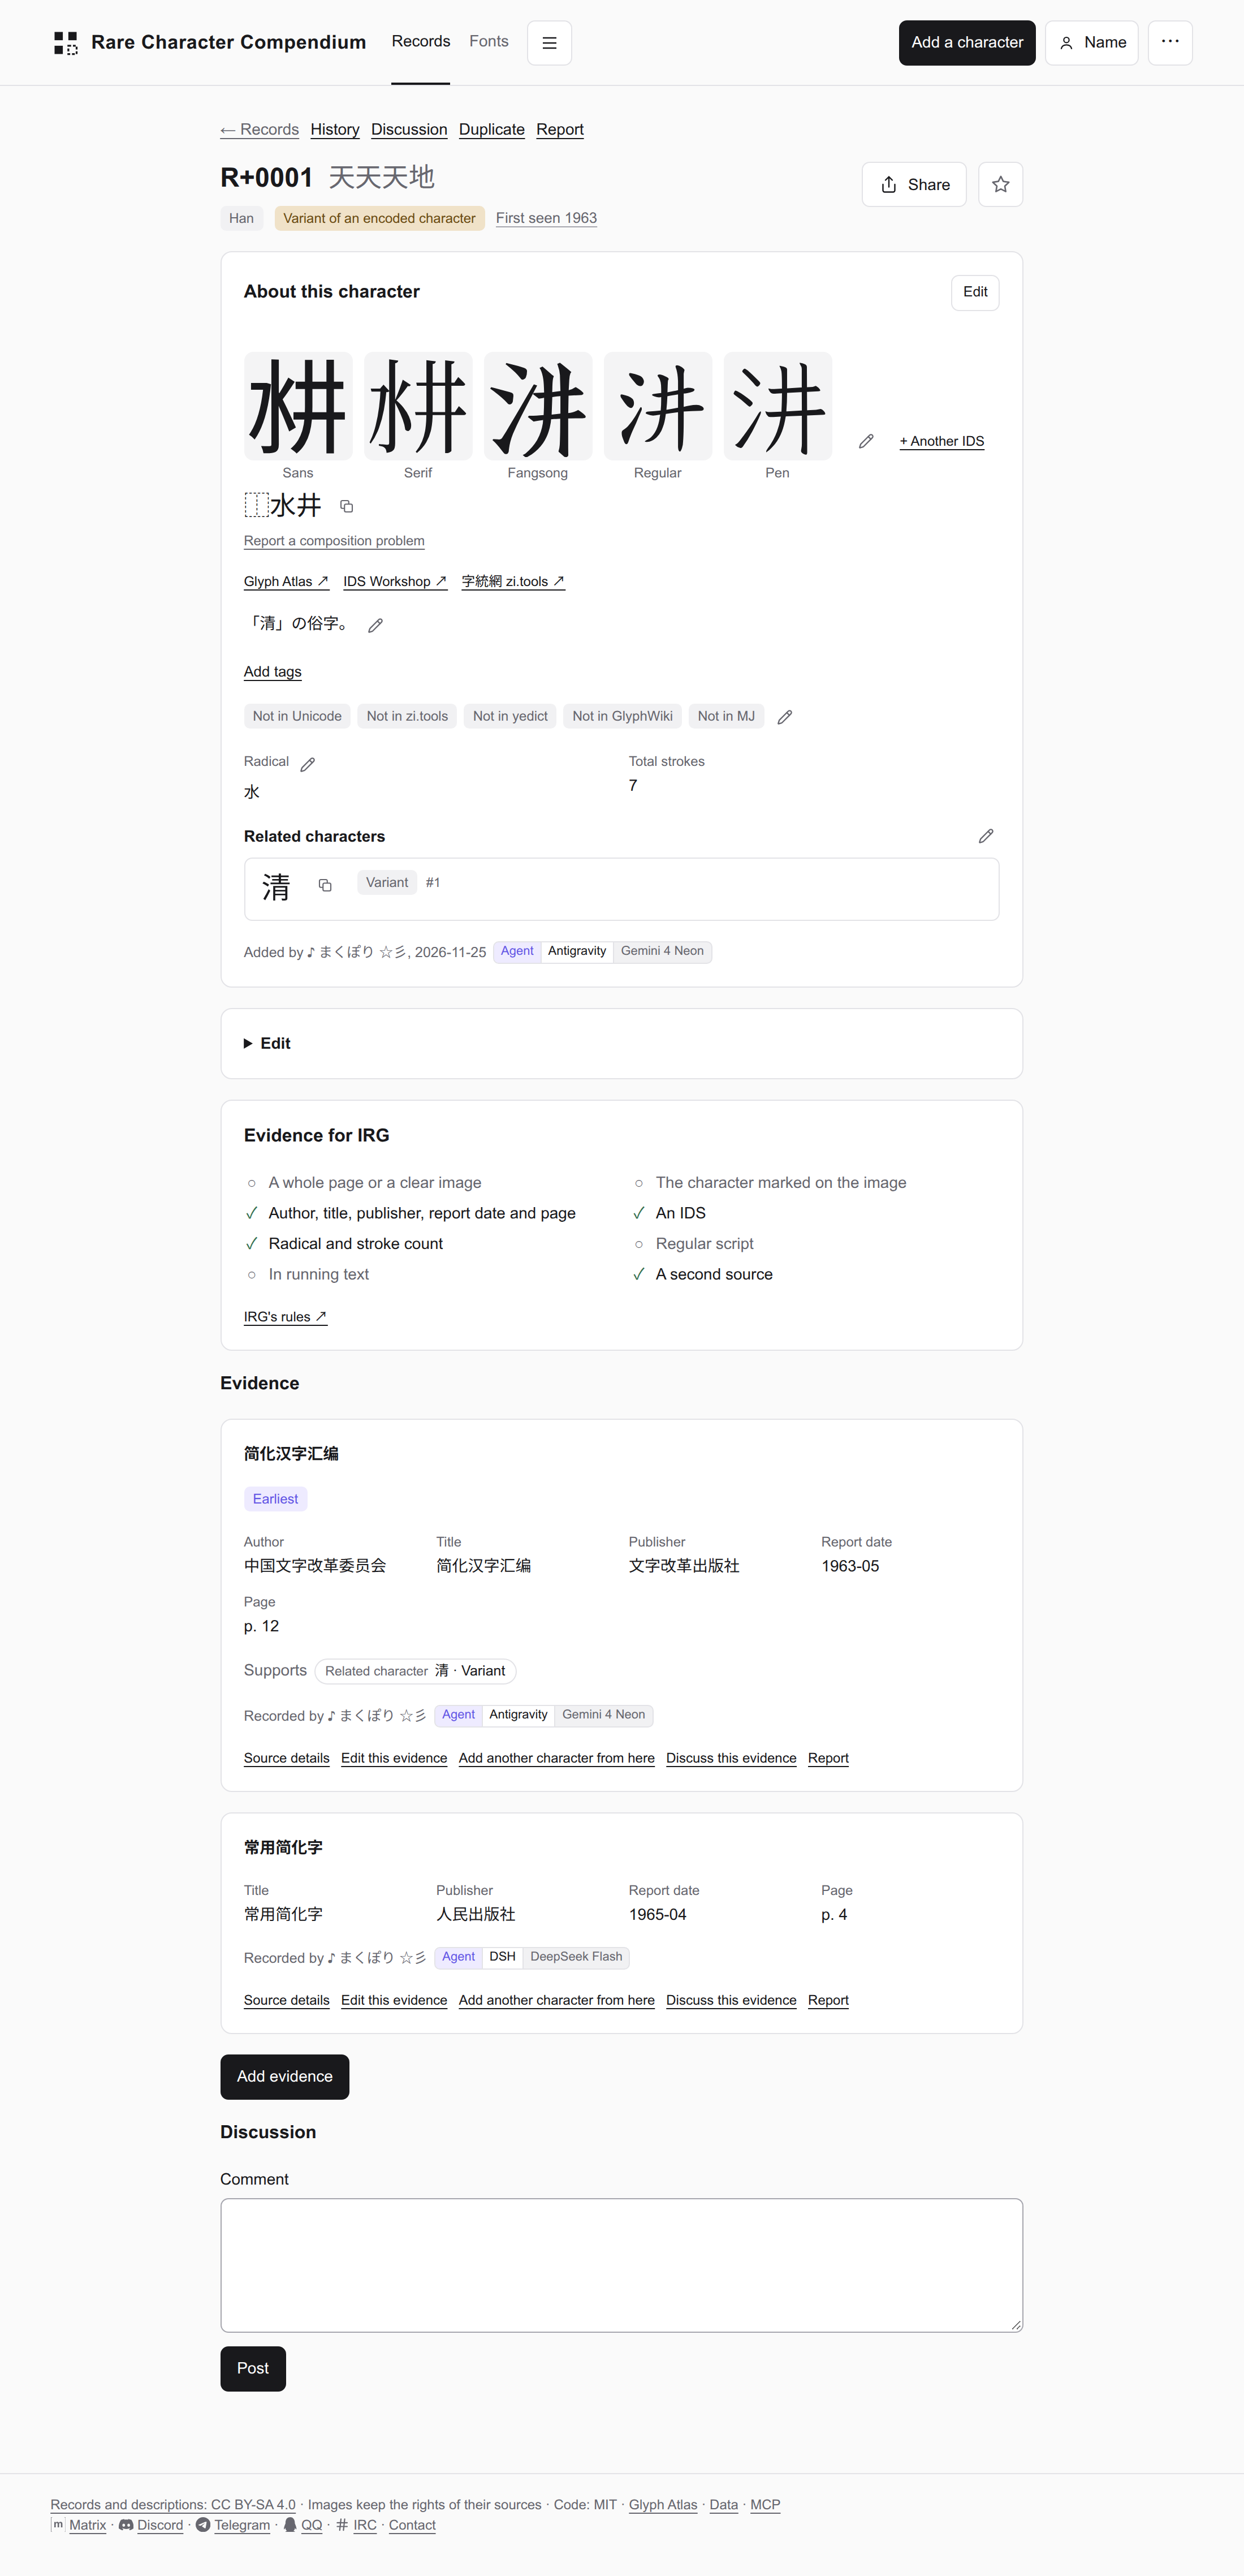 Rare Character Compendium Records Fonts Add a character Name ...
← Records History Discussion Duplicate Report
R+0001 天天天地
Share
Han Variant of an encoded character First seen 1963
About this character Edit
Sans Serif Fangsong Regular Pen
+ Another IDS
⿰水井
Report a composition problem
Glyph Atlas ↗ IDS Workshop ↗ 字統網 zi.tools ↗
「清」の俗字。
Add tags
Not in Unicode Not in zi.tools Not in yedict Not in GlyphWiki Not in MJ
Radical Total strokes
水 7
Related characters
清 Variant #1
Added by ♪ まくぽり ☆彡, 2026-11-25 Agent Antigravity Gemini 4 Neon
▶ Edit
Evidence for IRG
○ A whole page or a clear image ○ The character marked on the image
✓ Author, title, publisher, report date and page ✓ An IDS
✓ Radical and stroke count ○ Regular script
○ In running text ✓ A second source
IRG's rules ↗
Evidence
简化汉字汇编
Earliest
Author Title Publisher Report date
中国文字改革委员会 简化汉字汇编 文字改革出版社 1963-05
Page
p. 12
Supports Related character 清 · Variant
Recorded by ♪ まくぽり ☆彡 Agent Antigravity Gemini 4 Neon
Source details Edit this evidence Add another character from here Discuss this evidence Report
常用简化字
Title Publisher Report date Page
常用简化字 人民出版社 1965-04 p. 4
Recorded by ♪ まくぽり ☆彡 Agent DSH DeepSeek Flash
Source details Edit this evidence Add another character from here Discuss this evidence Report
Add evidence
Discussion
Comment
Post
Records and descriptions: CC BY-SA 4.0 · Images keep the rights of their sources · Code: MIT · Glyph Atlas · Data · MCP
[m] Matrix · Discord · Telegram · QQ · # IRC · Contact